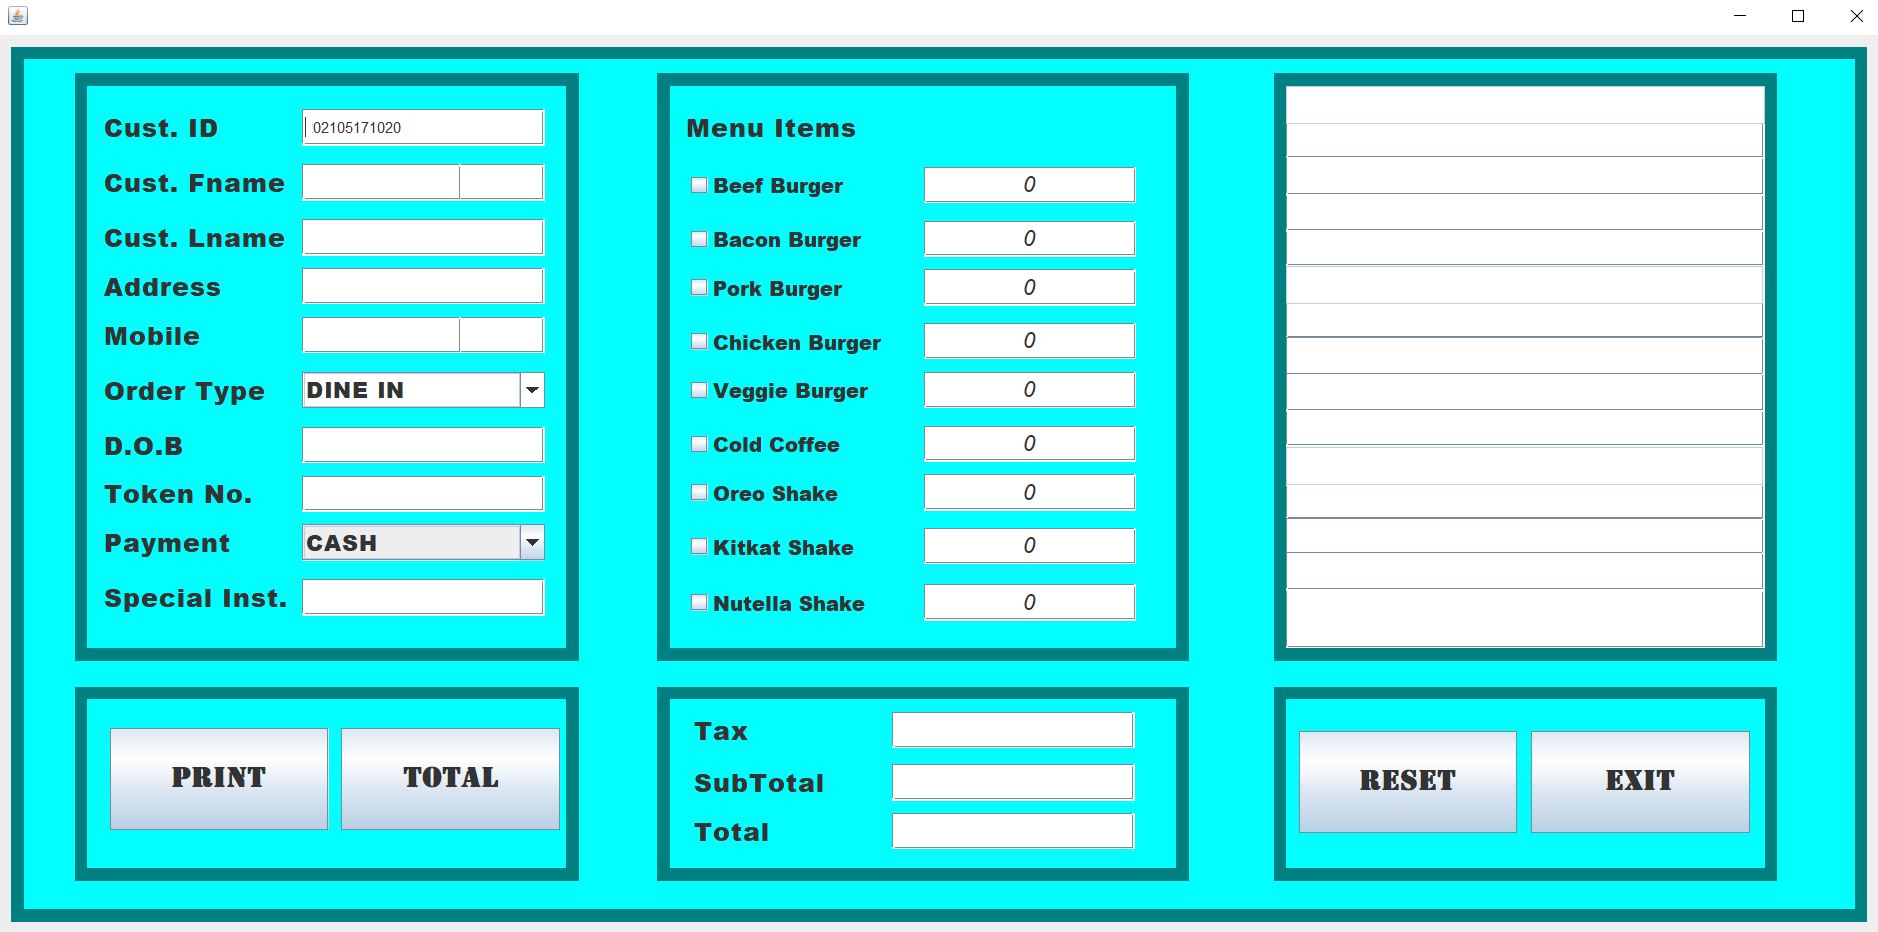 Cust. ID 02105171020
Cust. Fname
Cust. Lname
Address
Mobile
Order Type DINE IN
D.O.B
Token No.
Payment CASH
Special Inst.
Menu Items
Beef Burger 0
Bacon Burger 0
Pork Burger 0
Chicken Burger 0
Veggie Burger 0
Cold Coffee 0
Oreo Shake 0
Kitkat Shake 0
Nutella Shake 0
PRINT TOTAL
Tax
SubTotal
Total
RESET EXIT